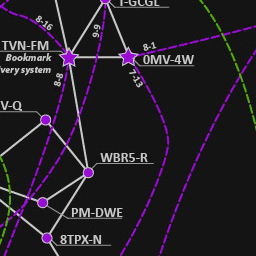 T-GCGL
8-16
9-9
TVN-FM
8-1
Bookmark
0MV-4W
very system
8-8
7-13
V-Q
WBR5-R
PM-DWE
8TPX-N